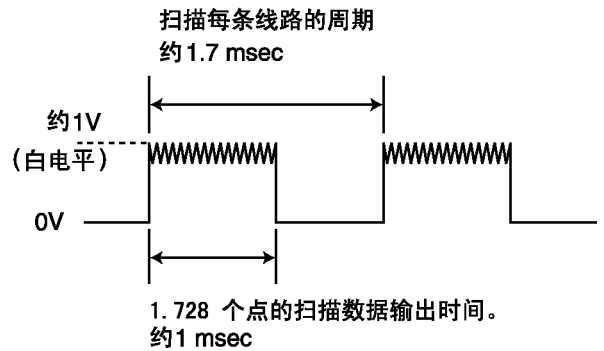 扫描每条线路的周期
约1.7 msec
约1V
(白电平)
0V
1. 728 个点的扫描数据输出时间。
约1 msec